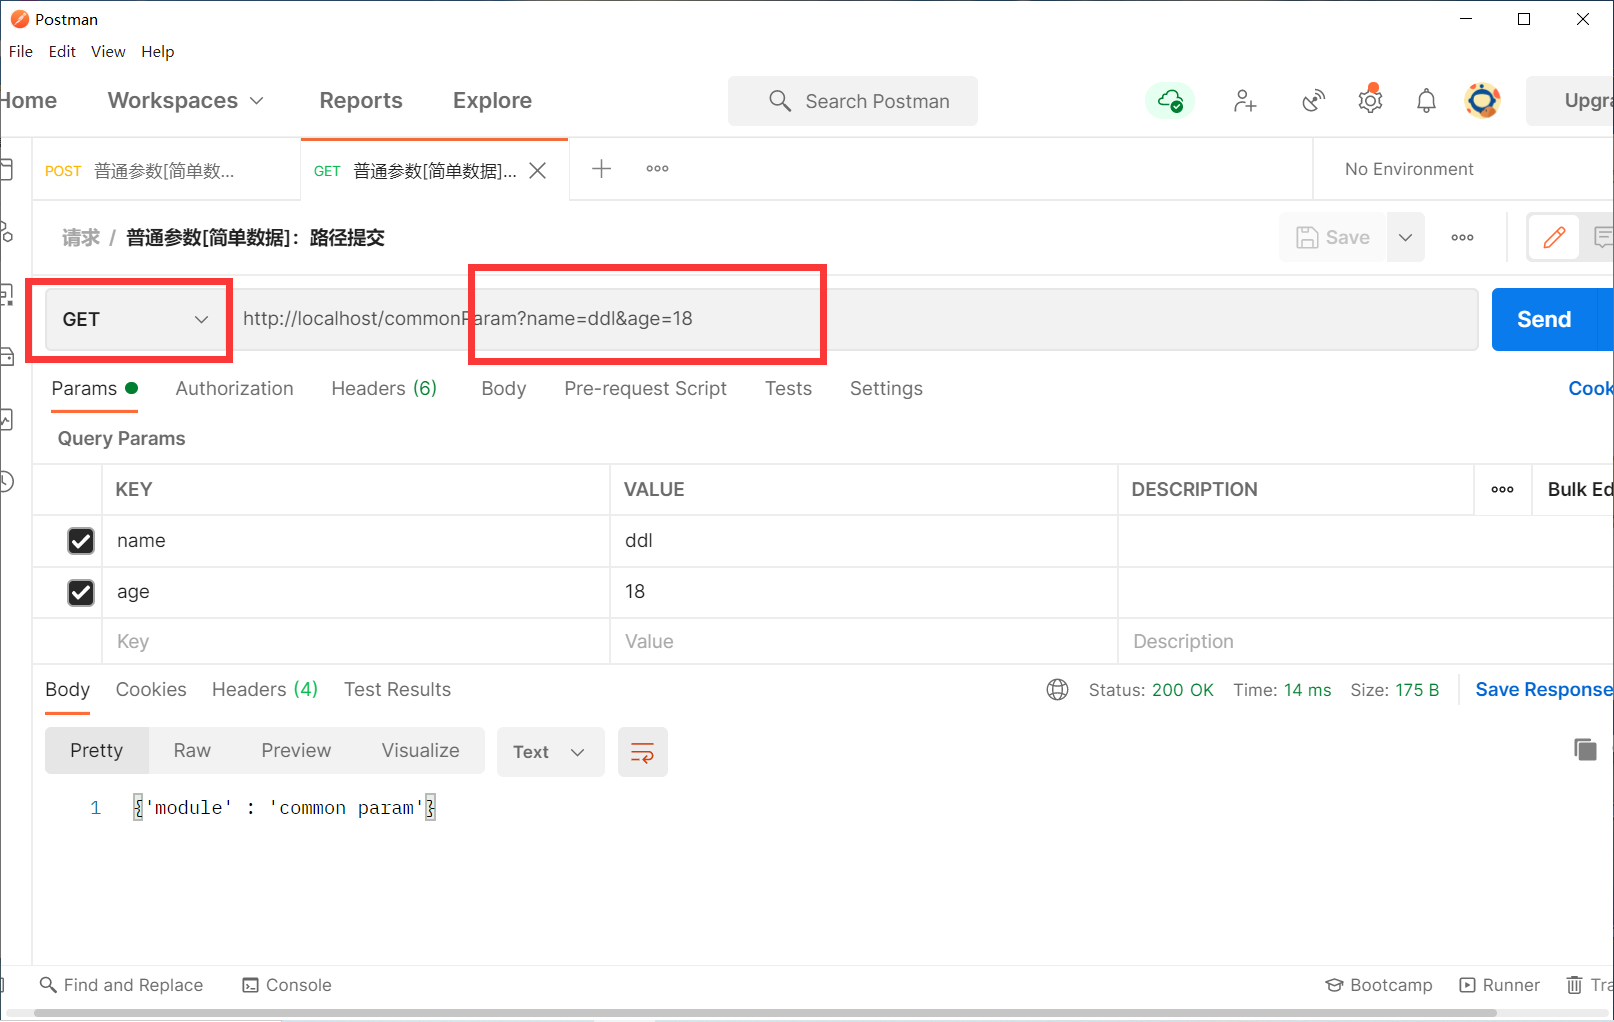 Postman
File Edit View Help
Home Workspaces Reports Explore Search Postman Upgra
POST 普通参数[简单数... GET 普通参数[简单数据]... No Environment
请求 / 普通参数[简单数据]：路径提交 Save
GET http://localhost/commonParam?name=ddl&age=18 Send
Params Authorization Headers (6) Body Pre-request Script Tests Settings Cook
Query Params
KEY VALUE DESCRIPTION Bulk Ed
name ddl
age 18
Key Value Description
Body Cookies Headers (4) Test Results Status: 200 OK Time: 14 ms Size: 175 B Save Response
Pretty Raw Preview Visualize Text
1 {'module' : 'common param'}
Find and Replace Console Bootcamp Runner Tra